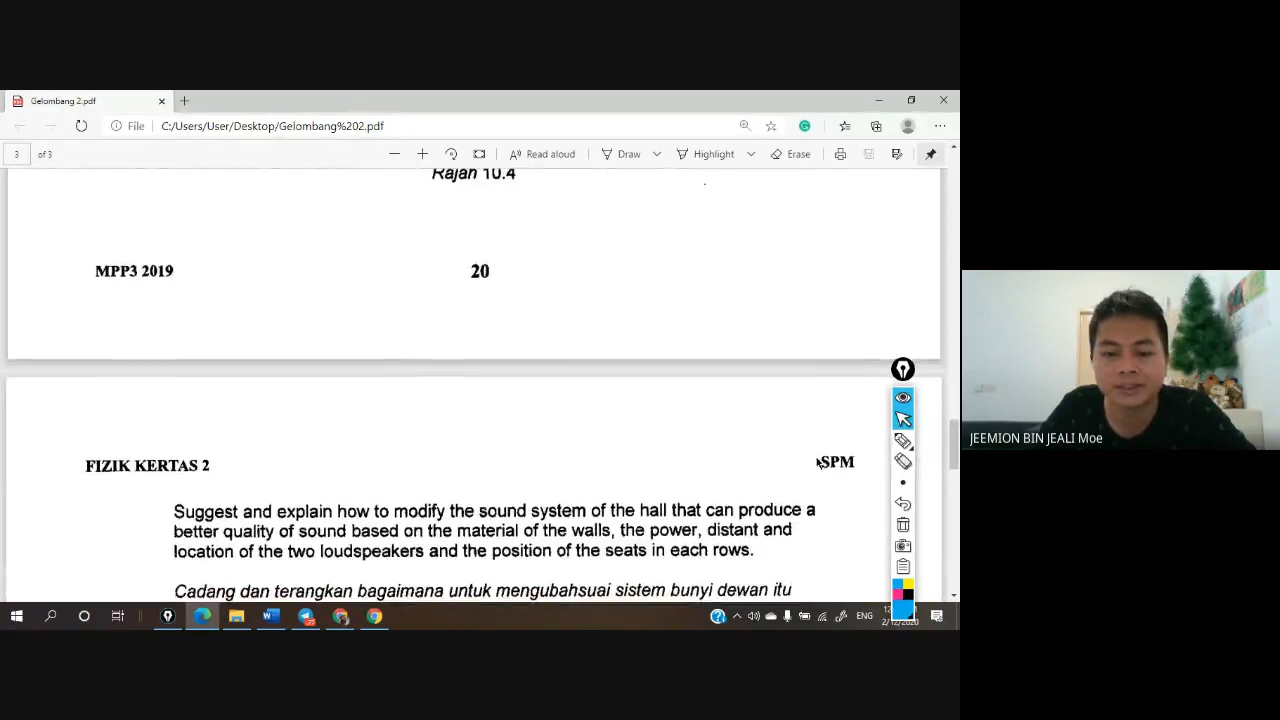 Gelombang 2.pdf
File C:/Users/User/Desktop/Gelombang%202.pdf
3 of 3 Read aloud Draw Highlight Erase
Rajah 10.4
MPP3 2019 20
FIZIK KERTAS 2 SPM
Suggest and explain how to modify the sound system of the hall that can produce a
better quality of sound based on the material of the walls, the power, distant and
location of the two loudspeakers and the position of the seats in each rows.
Cadang dan terangkan bagaimana untuk mengubahsuai sistem bunyi dewan itu
ENG
2/12/2020
JEEMION BIN JEALI Moe